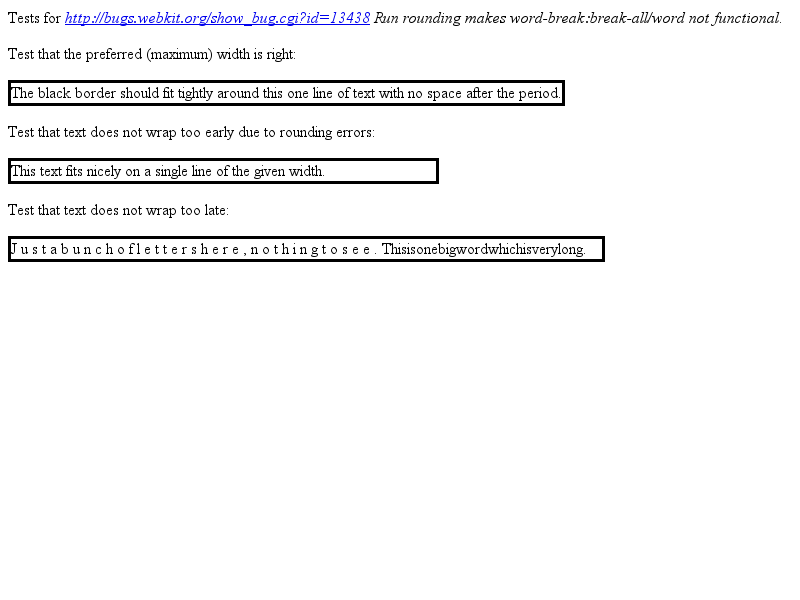 Tests for http://bugs.webkit.org/show_bug.cgi?id=13438 Run rounding makes word-break:break-all/word not functional.
Test that the preferred (maximum) width is right:
The black border should fit tightly around this one line of text with no space after the period.
Test that text does not wrap too early due to rounding errors:
This text fits nicely on a single line of the given width.
Test that text does not wrap too late:
J u s t a b u n c h o f l e t t e r s h e r e , n o t h i n g t o s e e . Thisisonebigwordwhichisverylong.